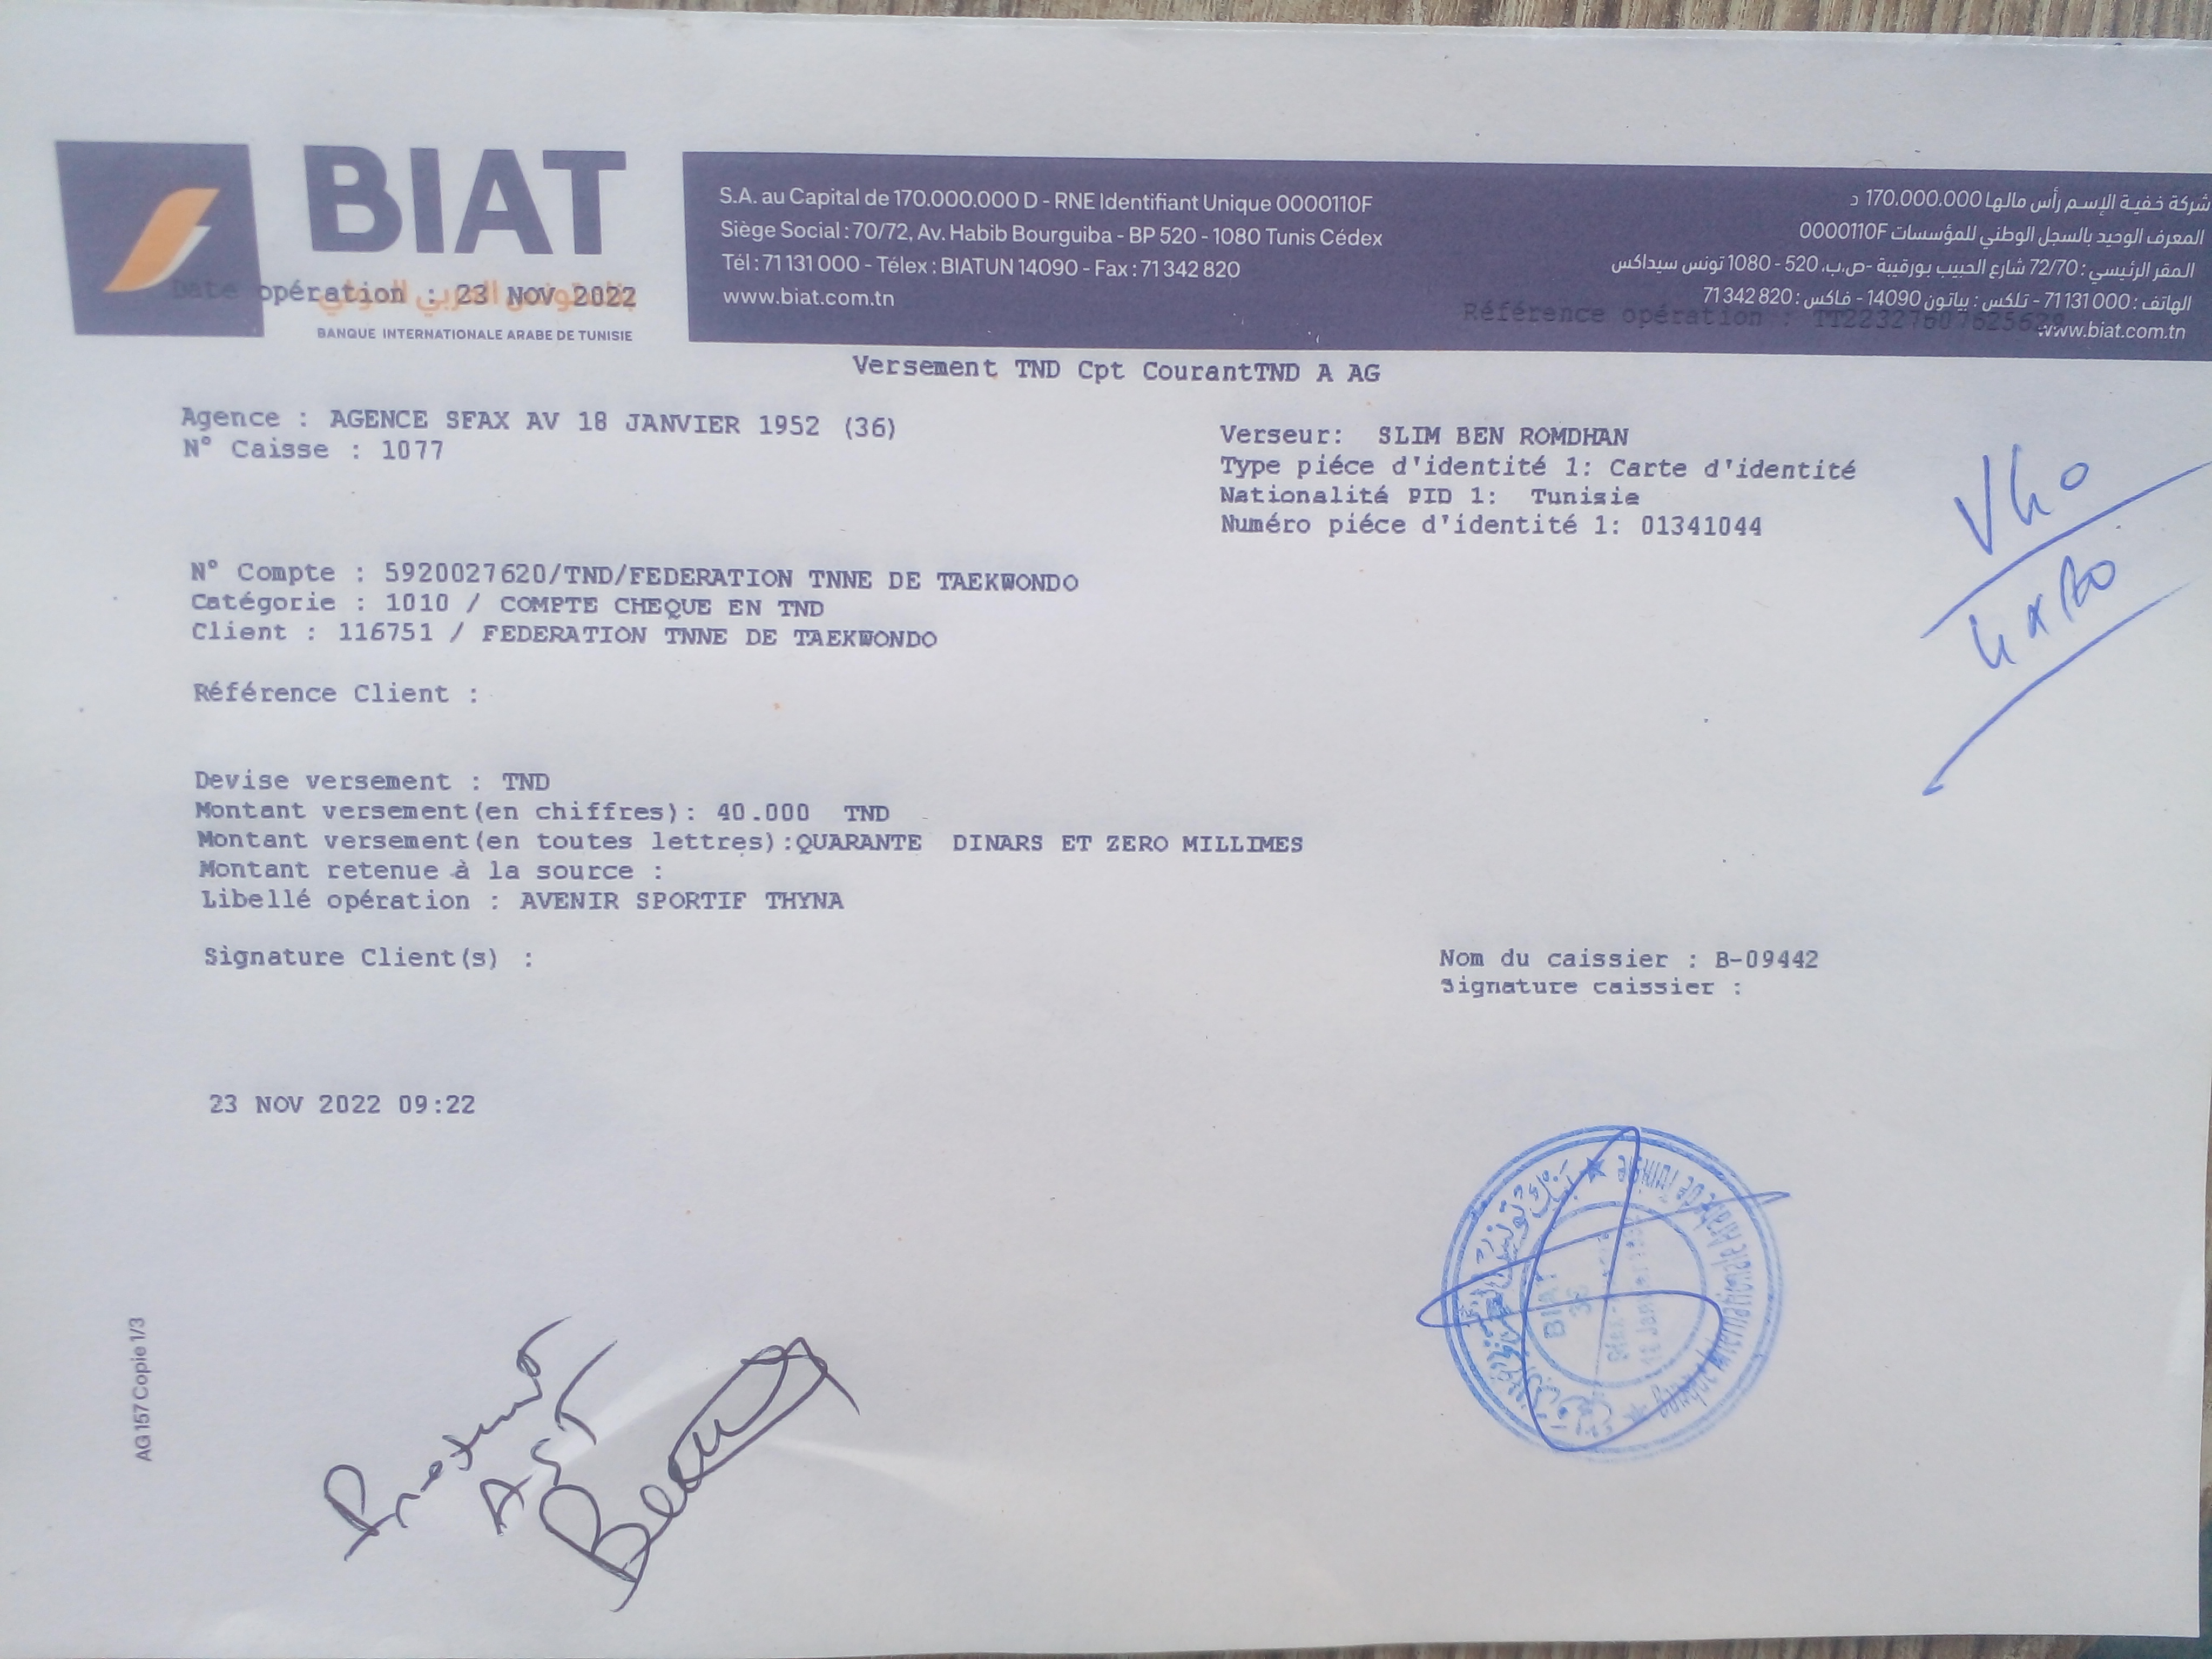 BIAT
BANQUE INTERNATIONALE ARABE DE TUNISIE
S.A. au Capital de 170.000.000 D - RNE Identifiant Unique 0000110F
Siège Social : 70/72, Av. Habib Bourguiba - BP 520 - 1080 Tunis Cédex
Tél : 71 131 000 - Télex : BIATUN 14090 - Fax : 71 342 820
www.biat.com.tn
شركة خفية الإسم رأس مالها 170.000.000 د
المعرف الوحيد بالسجل الوطني للمؤسسات 0000110F
المقر الرئيسي : 72/70 شارع الحبيب بورقيبة -ص.ب. 520 - 1080 تونس سيداكس
الهاتف : 71 131 000 - تلكس : بياتون 14090 - فاكس : 71 342 820
www.biat.com.tn
Date opération : 23 NOV 2022
Référence opération :
Versement TND Cpt CourantTND A AG
Agence : AGENCE SFAX AV 18 JANVIER 1952 (36)
N° Caisse : 1077
Verseur: SLIM BEN ROMDHAN
Type piéce d'identité 1: Carte d'identité
Nationalité PID 1: Tunisie
Numéro piéce d'identité 1: 01341044
N° Compte : 5920027620/TND/FEDERATION TNNE DE TAEKWONDO
Catégorie : 1010 / COMPTE CHEQUE EN TND
Client : 116751 / FEDERATION TNNE DE TAEKWONDO
Référence Client :
Devise versement : TND
Montant versement(en chiffres): 40.000 TND
Montant versement(en toutes lettres):QUARANTE DINARS ET ZERO MILLIMES
Montant retenue à la source :
Libellé opération : AVENIR SPORTIF THYNA
Signature Client(s) :
Nom du caissier : B-09442
Signature caissier :
23 NOV 2022 09:22
AG 157 Copie 1/3
AST
Banque Internationale Arabe de Tunisie
BIAT
36